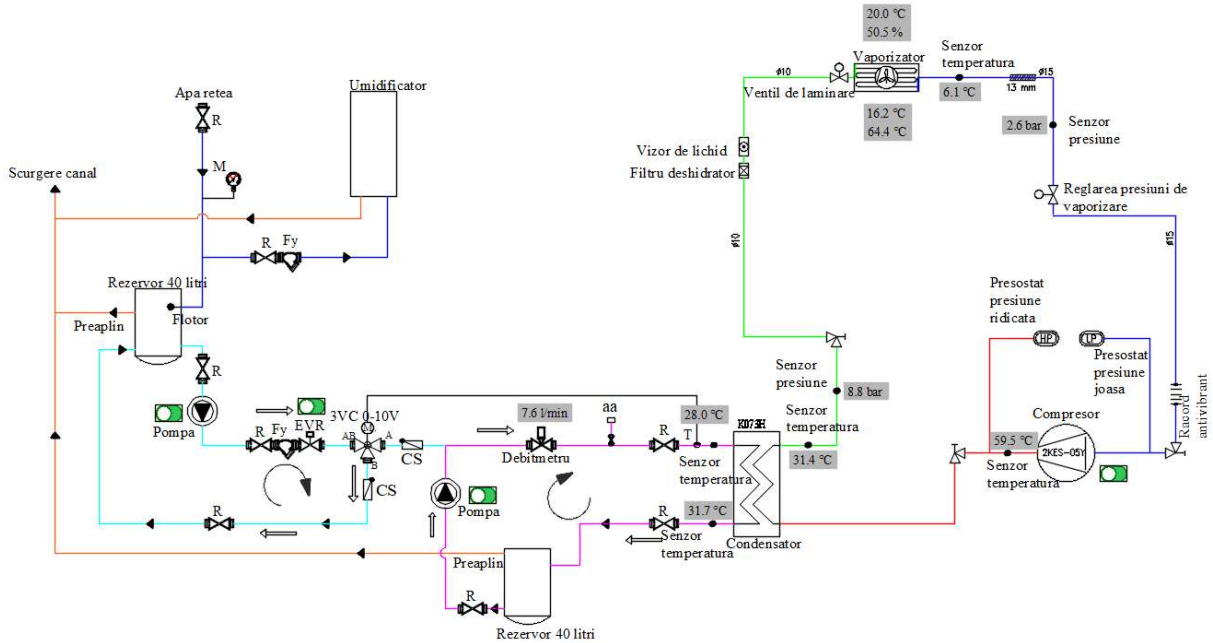 20.0 °C
50.5 %
Vaporizator
Senzor
temperatura
Ø10
Ø15
13 mm
Ventil de laminare
6.1 °C
16.2 °C
64.4 °C
2.6 bar
Senzor
presiune
Umidificator
Apa retea
R
M
Vizor de lichid
Filtru deshidrator
Scurgere canal
Reglarea presiuni de
vaporizare
Ø10
Ø15
R
Fy
Rezervor 40 litri
Flotor
Preaplin
Presostat
presiune
ridicata
HP
LP
Presostat
presiune
joasa
R
Senzor
presiune
8.8 bar
Racord
antivibrant
Pompa
EVR
3VC 0-10V
M
R
Fy
AB
A
B
CS
7.6 l/min
aa
28.0 °C
Debitmetru
R
T
Senzor
temperatura
K073H
Senzor
temperatura
31.4 °C
Compresor
2KES-05Y
59.5 °C
Senzor
temperatura
CS
Pompa
R
R
31.7 °C
Senzor
temperatura
Condensator
Preaplin
R
Rezervor 40 litri